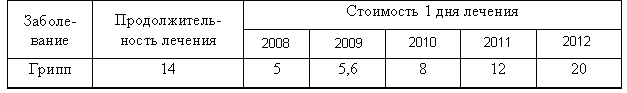 Заболе-
вание
Продолжитель-
ность лечения
Стоимость 1 дня лечения
2008 2009 2010 2011 2012
Грипп 14 5 5,6 8 12 20